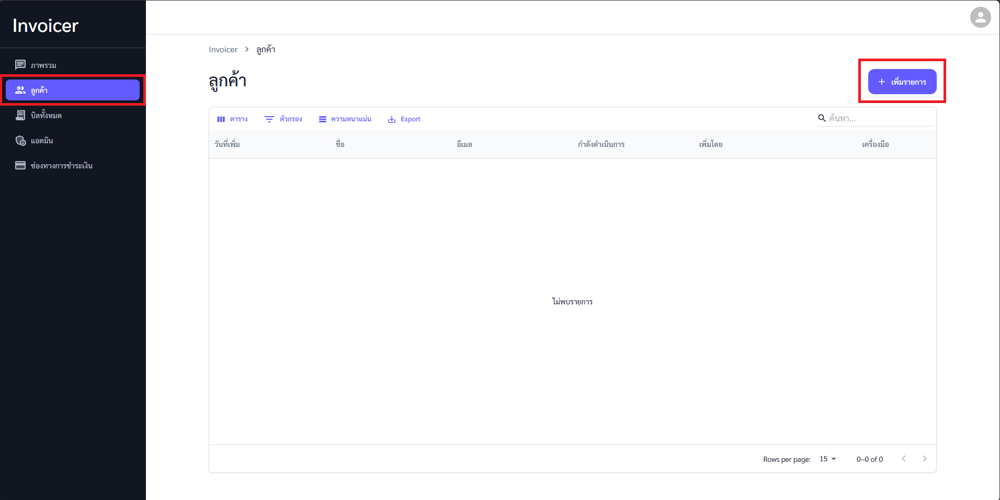 Invoicer
ภาพรวม
ลูกค้า
บิลทั้งหมด
แอดมิน
ช่องทางการชำระเงิน
Invoicer > ลูกค้า
ลูกค้า
+ เพิ่มรายการ
ตาราง ตัวกรอง ความหนาแน่น Export ค้นหา...
วันที่เพิ่ม ชื่อ อีเมล กำลังดำเนินการ เพิ่มโดย เครื่องมือ
ไม่พบรายการ
Rows per page: 15 0–0 of 0